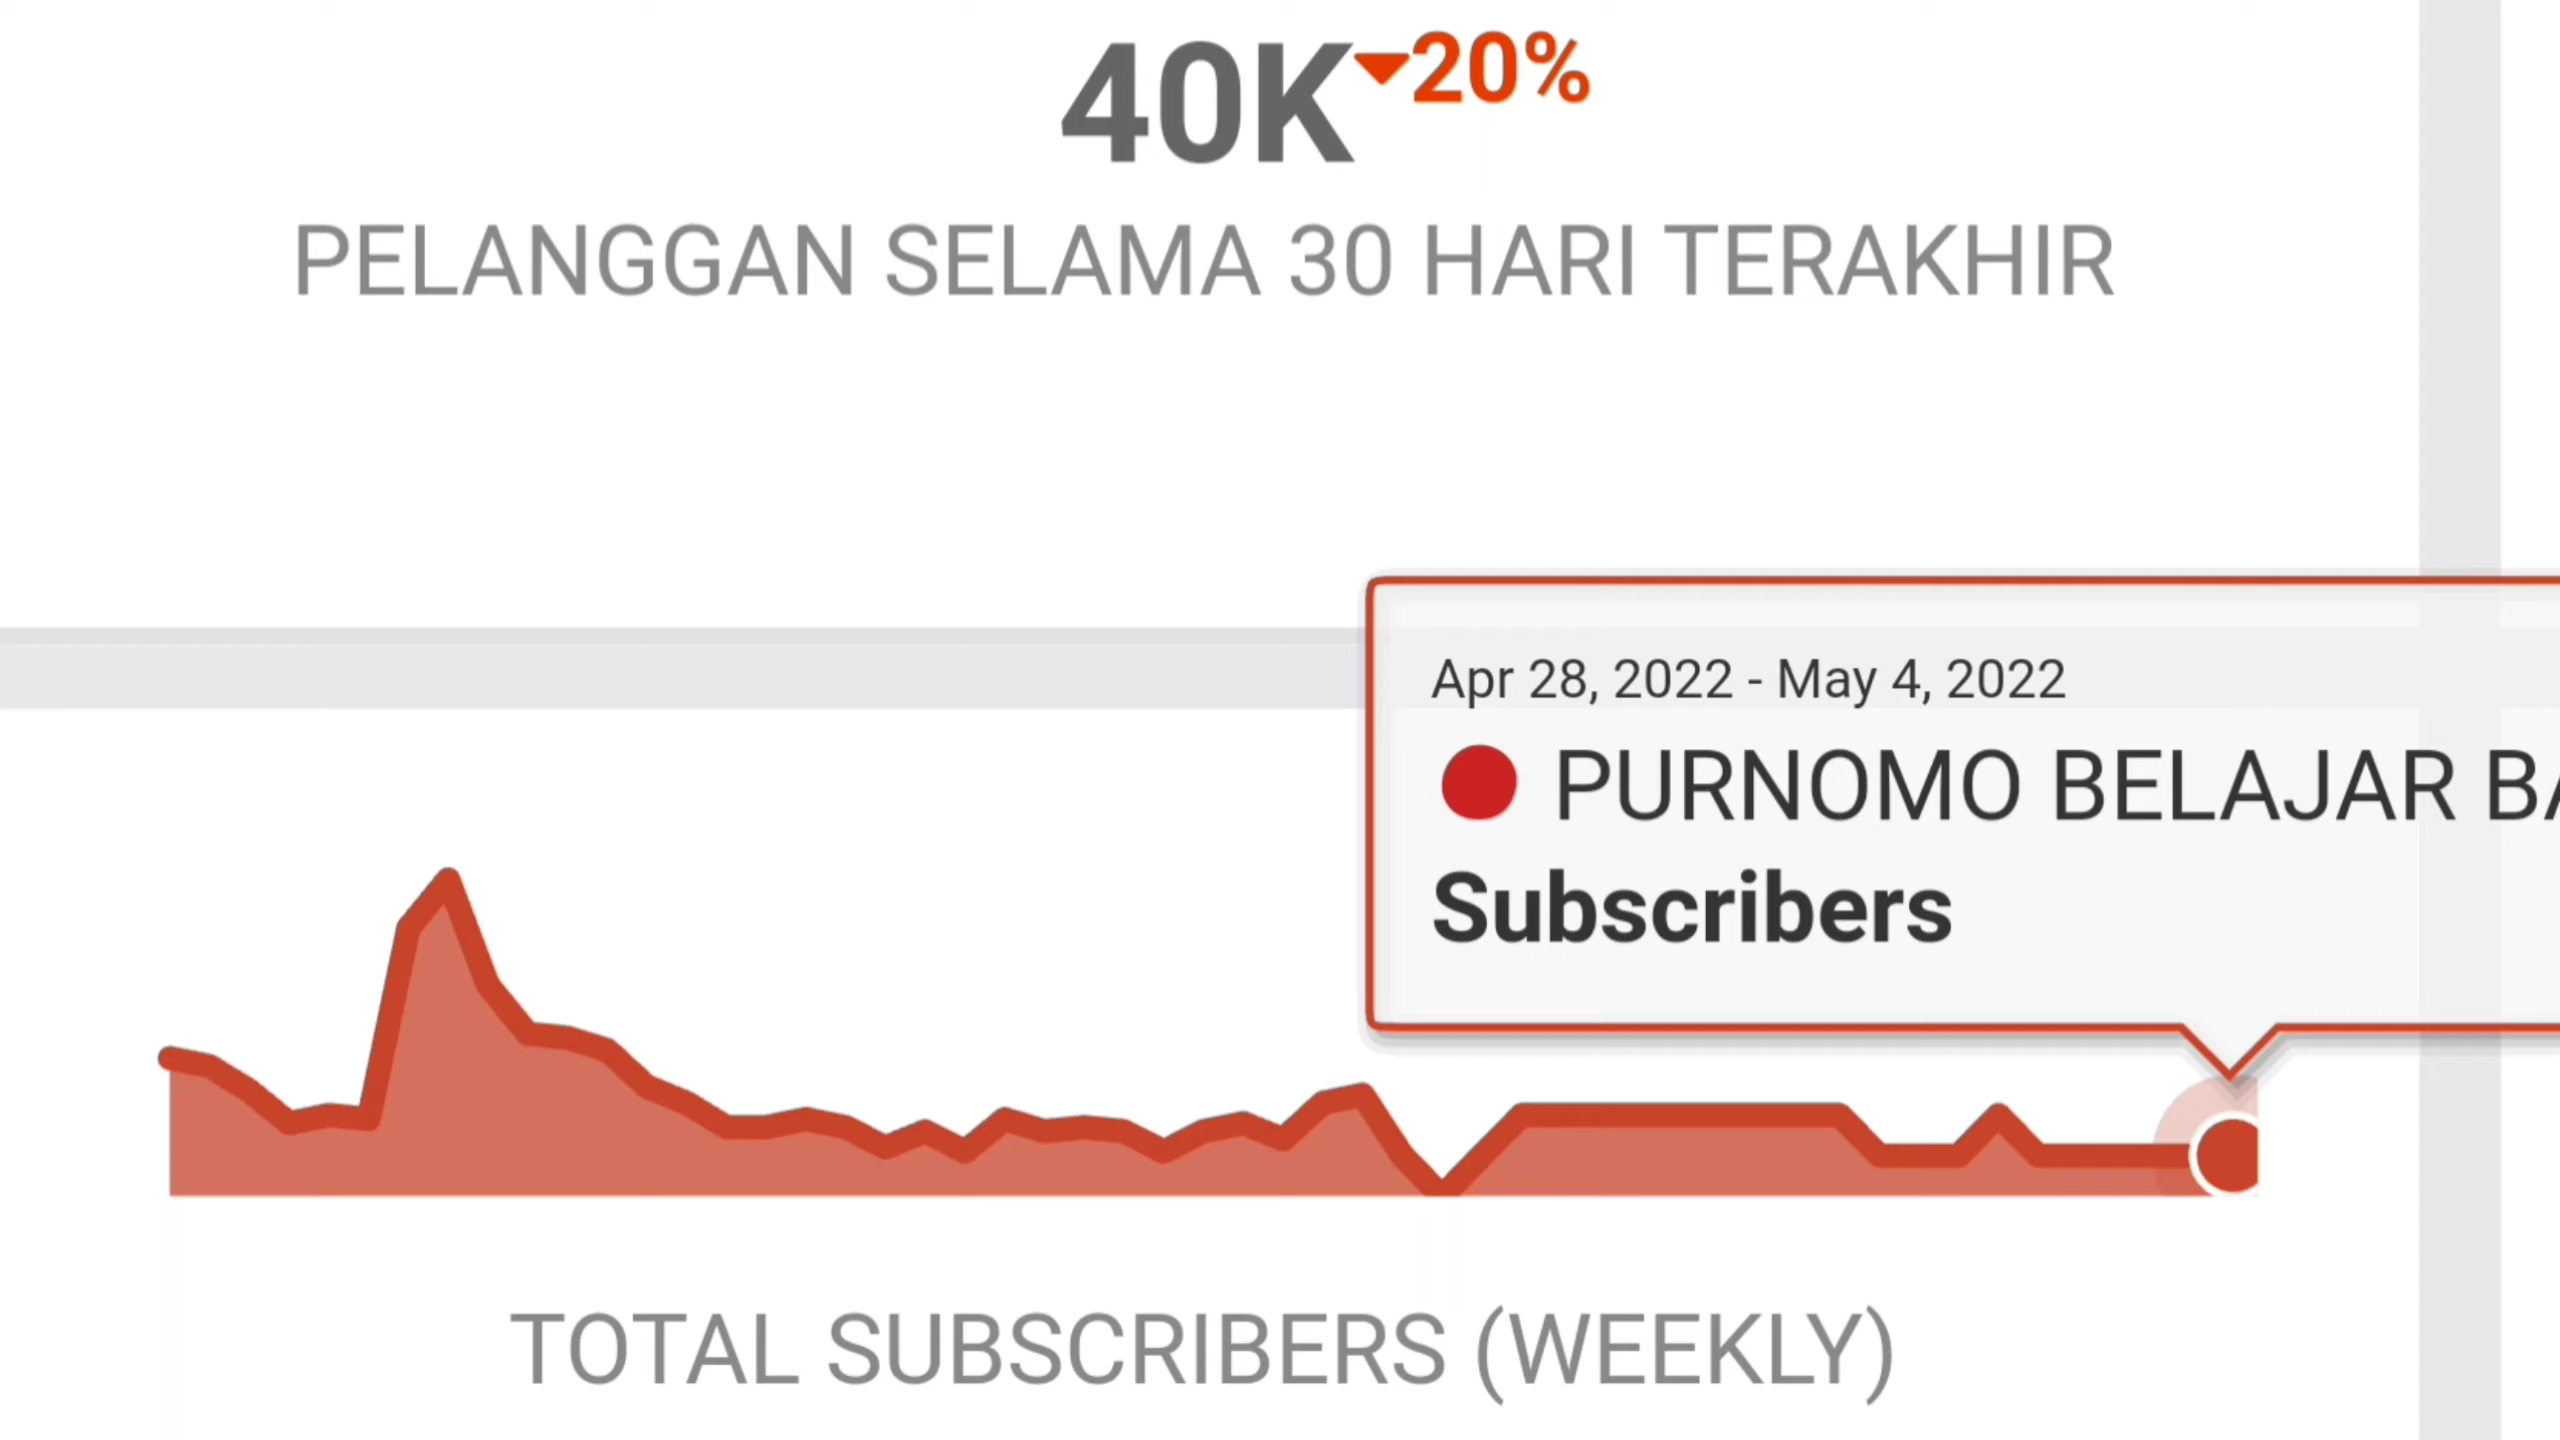 40K 20%
PELANGGAN SELAMA 30 HARI TERAKHIR
Apr 28, 2022 - May 4, 2022
PURNOMO BELAJAR
Subscribers
TOTAL SUBSCRIBERS (WEEKLY)